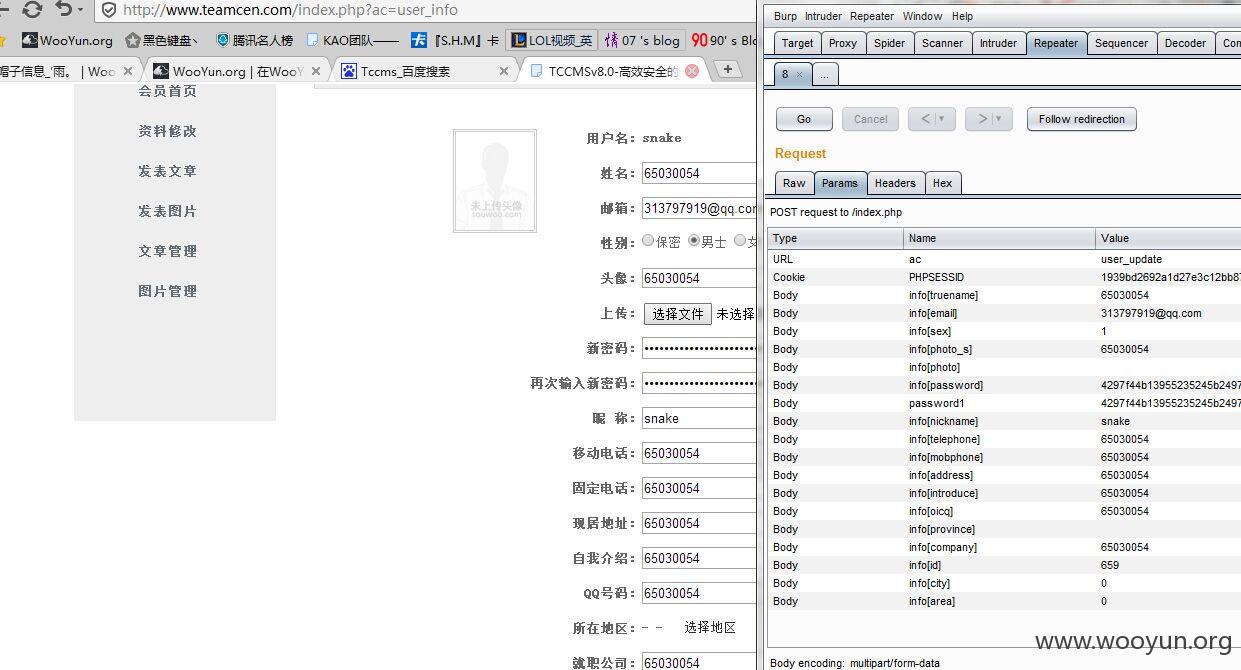 http://www.teamcen.com/index.php?ac=user_info
WooYun.org 黑色键盘、 腾讯名人榜 KAO团队—— 『S.H.M』卡 LOL视频_英 07 's blog 90' s Blo
帽子信息_'雨。 | Woo WooYun.org | 在WooY Tccms_百度搜索 TCCMSv8.0-高效安全的
会员首页
资料修改
发表文章
发表图片
文章管理
图片管理
未上传头像
souwoo.com
用户名： snake
姓名： 65030054
邮箱： 313797919@qq.com
性别： 保密 男士 女
头像： 65030054
上传： 选择文件 未选择
新密码：
再次输入新密码：
昵 称： snake
移动电话： 65030054
固定电话： 65030054
现居地址： 65030054
自我介绍： 65030054
QQ号码： 65030054
所在地区： - - 选择地区
就职公司： 65030054
Burp Intruder Repeater Window Help
Target Proxy Spider Scanner Intruder Repeater Sequencer Decoder Com
8 × ...
Go Cancel < > Follow redirection
Request
Raw Params Headers Hex
POST request to /index.php
Type Name Value
URL ac user_update
Cookie PHPSESSID 1939bd2692a1d27e3c12bb87
Body info[truename] 65030054
Body info[email] 313797919@qq.com
Body info[sex] 1
Body info[photo_s] 65030054
Body info[photo]
Body info[password] 4297f44b13955235245b2497
Body password1 4297f44b13955235245b2497
Body info[nickname] snake
Body info[telephone] 65030054
Body info[mobphone] 65030054
Body info[address] 65030054
Body info[introduce] 65030054
Body info[oicq] 65030054
Body info[province]
Body info[company] 65030054
Body info[id] 659
Body info[city] 0
Body info[area] 0
www.wooyun.org
Body encoding: multipart/form-data